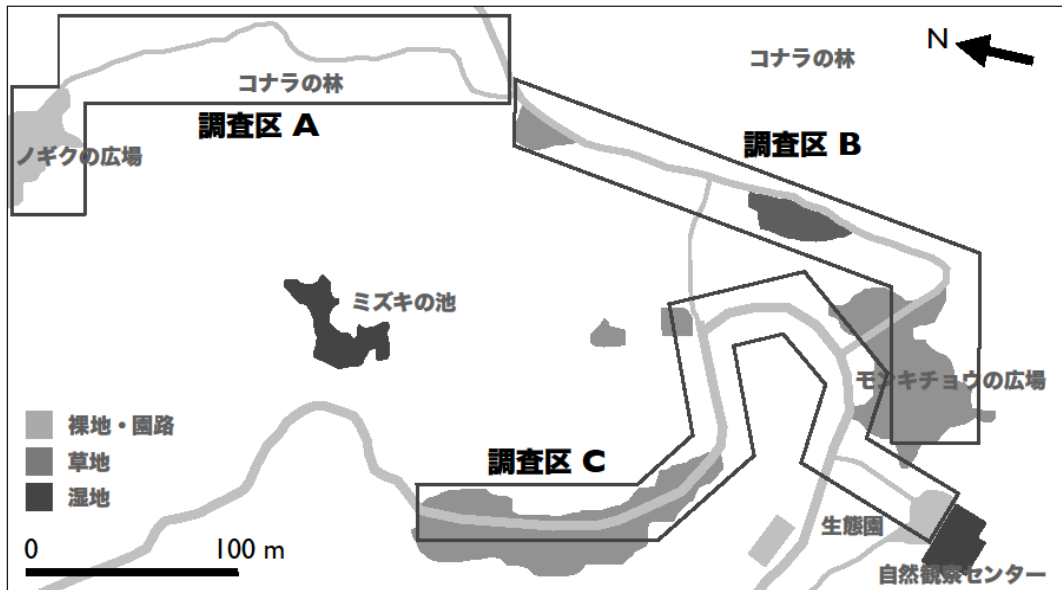 コナラの林
N
コナラの林
調査区 A
ノギクの広場
調査区 B
ミズキの池
モンキチョウの広場
裸地・園路
草地
湿地
調査区 C
0 100 m
生態園
自然観察センター